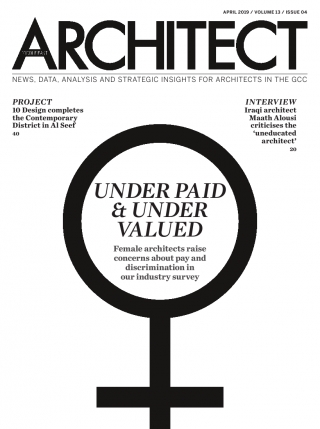 APRIL 2019 / VOLUME 13 / ISSUE 04
ARCHITECT
NEWS, DATA, ANALYSIS AND STRATEGIC INSIGHTS FOR ARCHITECTS IN THE GCC
PROJECT
10 Design completes
the Contemporary
District in Al Seef
40
INTERVIEW
Iraqi architect
Maath Alousi
criticises the
‘uneducated
architect’
20
UNDER PAID
& UNDER
VALUED
Female architects raise
concerns about pay and
discrimination in
our industry survey